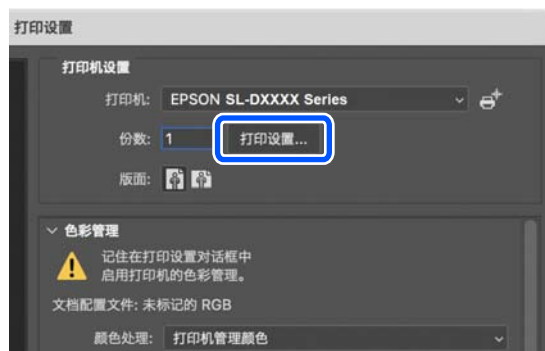 打印设置
打印机设置
打印机: EPSON SL-DXXXX Series
份数: 1 打印设置...
版面:
色彩管理
记住在打印设置对话框中
启用打印机的色彩管理。
文档配置文件: 未标记的 RGB
颜色处理: 打印机管理颜色